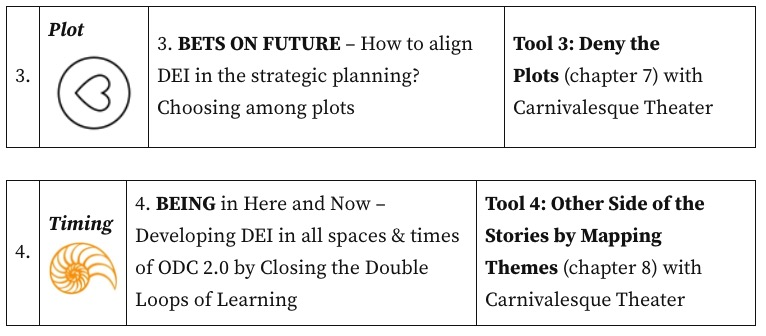 3.
Plot
3. BETS ON FUTURE – How to align
DEI in the strategic planning?
Choosing among plots
Tool 3: Deny the
Plots (chapter 7) with
Carnivalesque Theater
4.
Timing
4. BEING in Here and Now –
Developing DEI in all spaces & times
of ODC 2.0 by Closing the Double
Loops of Learning
Tool 4: Other Side of the
Stories by Mapping
Themes (chapter 8) with
Carnivalesque Theater